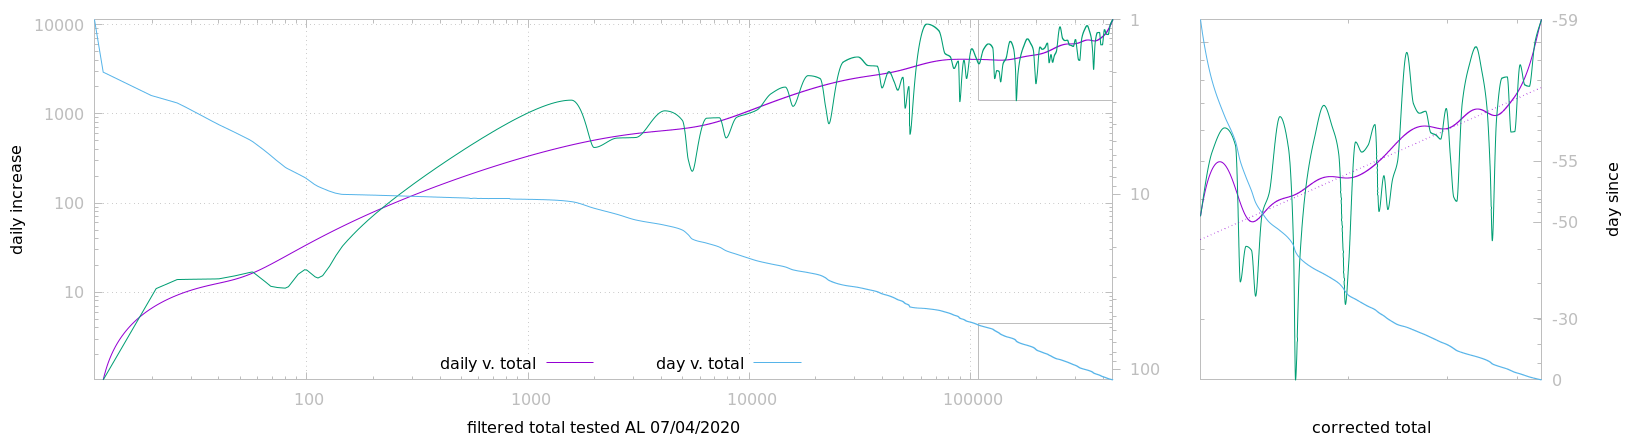 10000
1000
100
10
daily increase
1
10
100
daily v. total
day v. total
100
1000
10000
100000
filtered total tested AL 07/04/2020
-59
-55
-50
-30
0
day since
corrected total